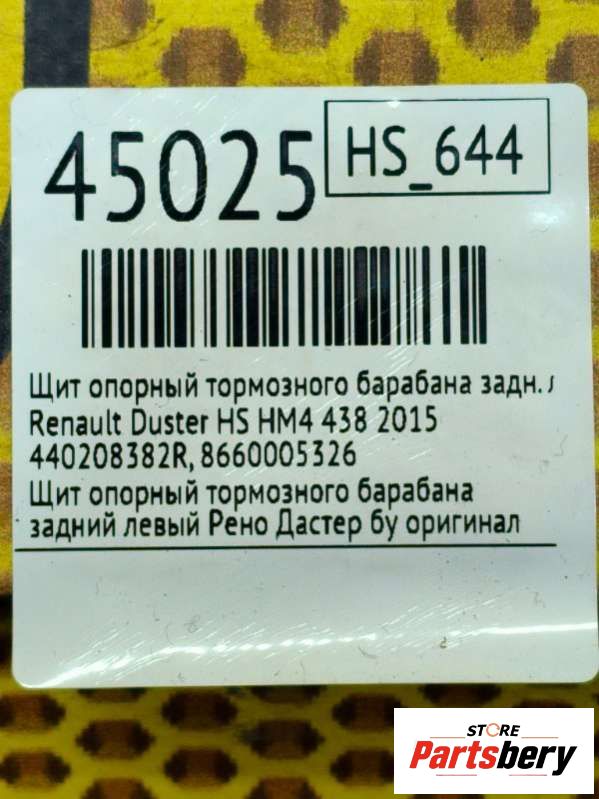 45025
HS_644
Щит опорный тормозного барабана задн.
Renault Duster HS HM4 438 2015
440208382R, 8660005326
Щит опорный тормозного барабана
задний левый Рено Дастер бу оригинал
STORE
Partsbery